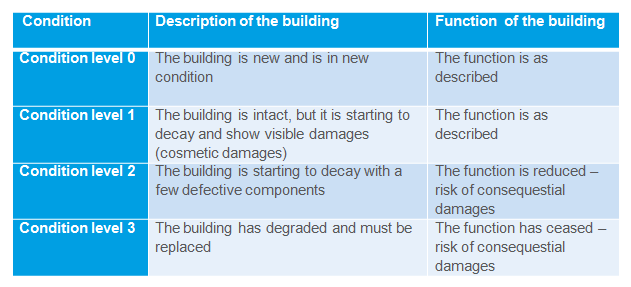 Condition Description of the building Function of the building
Condition level 0 The building is new and is in new The function is as
condition described
Condition level 1 The building is intact, but it is starting to The function is as
decay and show visible damages described
(cosmetic damages)
Condition level 2 The building is starting to decay with a The function is reduced –
few defective components risk of consequestial
damages
Condition level 3 The building has degraded and must be The function has ceased –
replaced risk of consequestial
damages